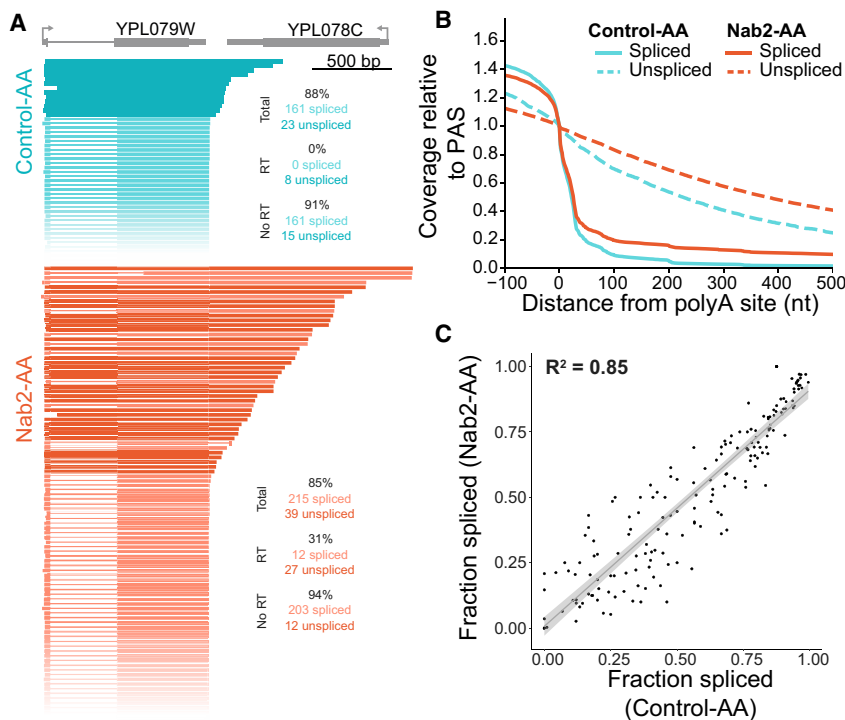 A
YPL079W
YPL078C
500 bp
Control-AA
Total
88%
161 spliced
23 unspliced
RT
0%
0 spliced
8 unspliced
No RT
91%
161 spliced
15 unspliced
Nab2-AA
Total
85%
215 spliced
39 unspliced
RT
31%
12 spliced
27 unspliced
No RT
94%
203 spliced
12 unspliced
B
Control-AA
Spliced
Unspliced
Nab2-AA
Spliced
Unspliced
Coverage relative
to PAS
1.6
1.4
1.2
1.0
0.8
0.6
0.4
0.2
0.0
−100 0 100 200 300 400 500
Distance from polyA site (nt)
C
R² = 0.85
Fraction spliced (Nab2-AA)
1.00
0.75
0.50
0.25
0.00
0.00 0.25 0.50 0.75 1.00
Fraction spliced
(Control-AA)